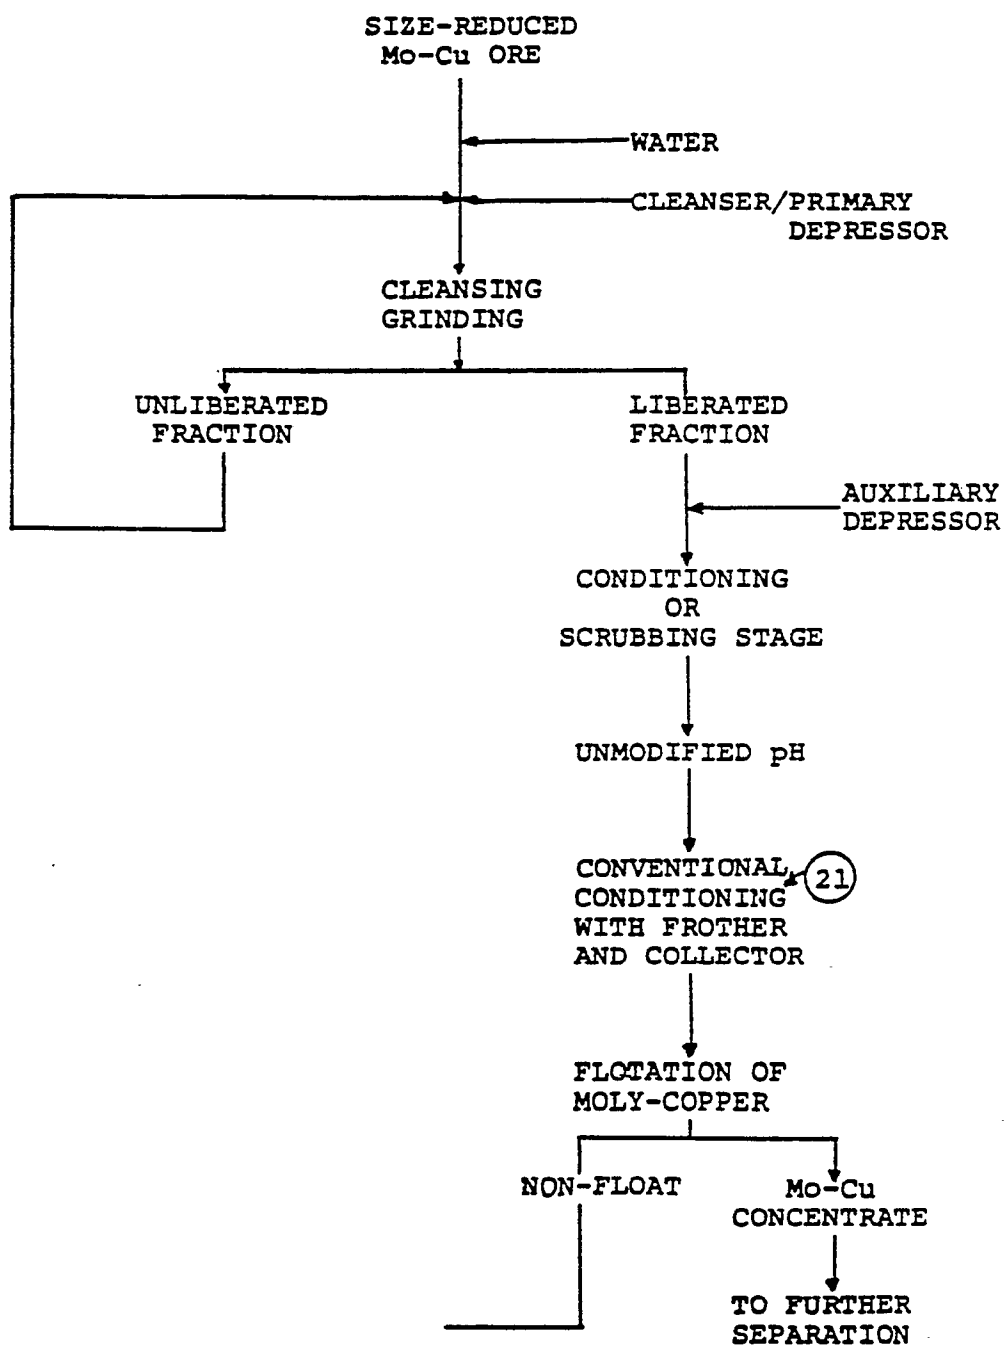 SIZE-REDUCED
Mo-Cu ORE
WATER
CLEANSER/PRIMARY
DEPRESSOR
CLEANSING
GRINDING
UNLIBERATED
FRACTION
LIBERATED
FRACTION
AUXILIARY
DEPRESSOR
CONDITIONING
OR
SCRUBBING STAGE
UNMODIFIED pH
CONVENTIONAL
CONDITIONING
WITH FROTHER
AND COLLECTOR
21
FLOTATION OF
MOLY-COPPER
NON-FLOAT
Mo-Cu
CONCENTRATE
TO FURTHER
SEPARATION